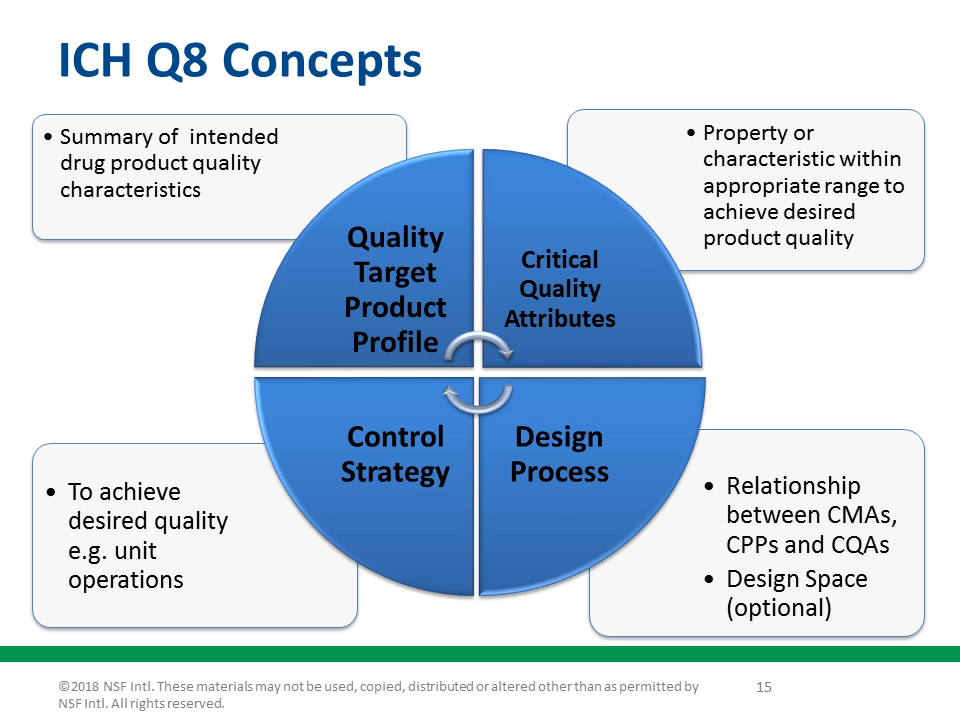 ICH Q8 Concepts
• Summary of  intended
drug product quality
characteristics
• Property or
characteristic within
appropriate range to
achieve desired
product quality
Quality
Target
Product
Profile
Critical
Quality
Attributes
Control
Strategy
Design
Process
• To achieve
desired quality
e.g. unit
operations
• Relationship
between CMAs,
CPPs and CQAs
• Design Space
(optional)
©2018 NSF Intl. These materials may not be used, copied, distributed or altered other than as permitted by
NSF Intl. All rights reserved.
15